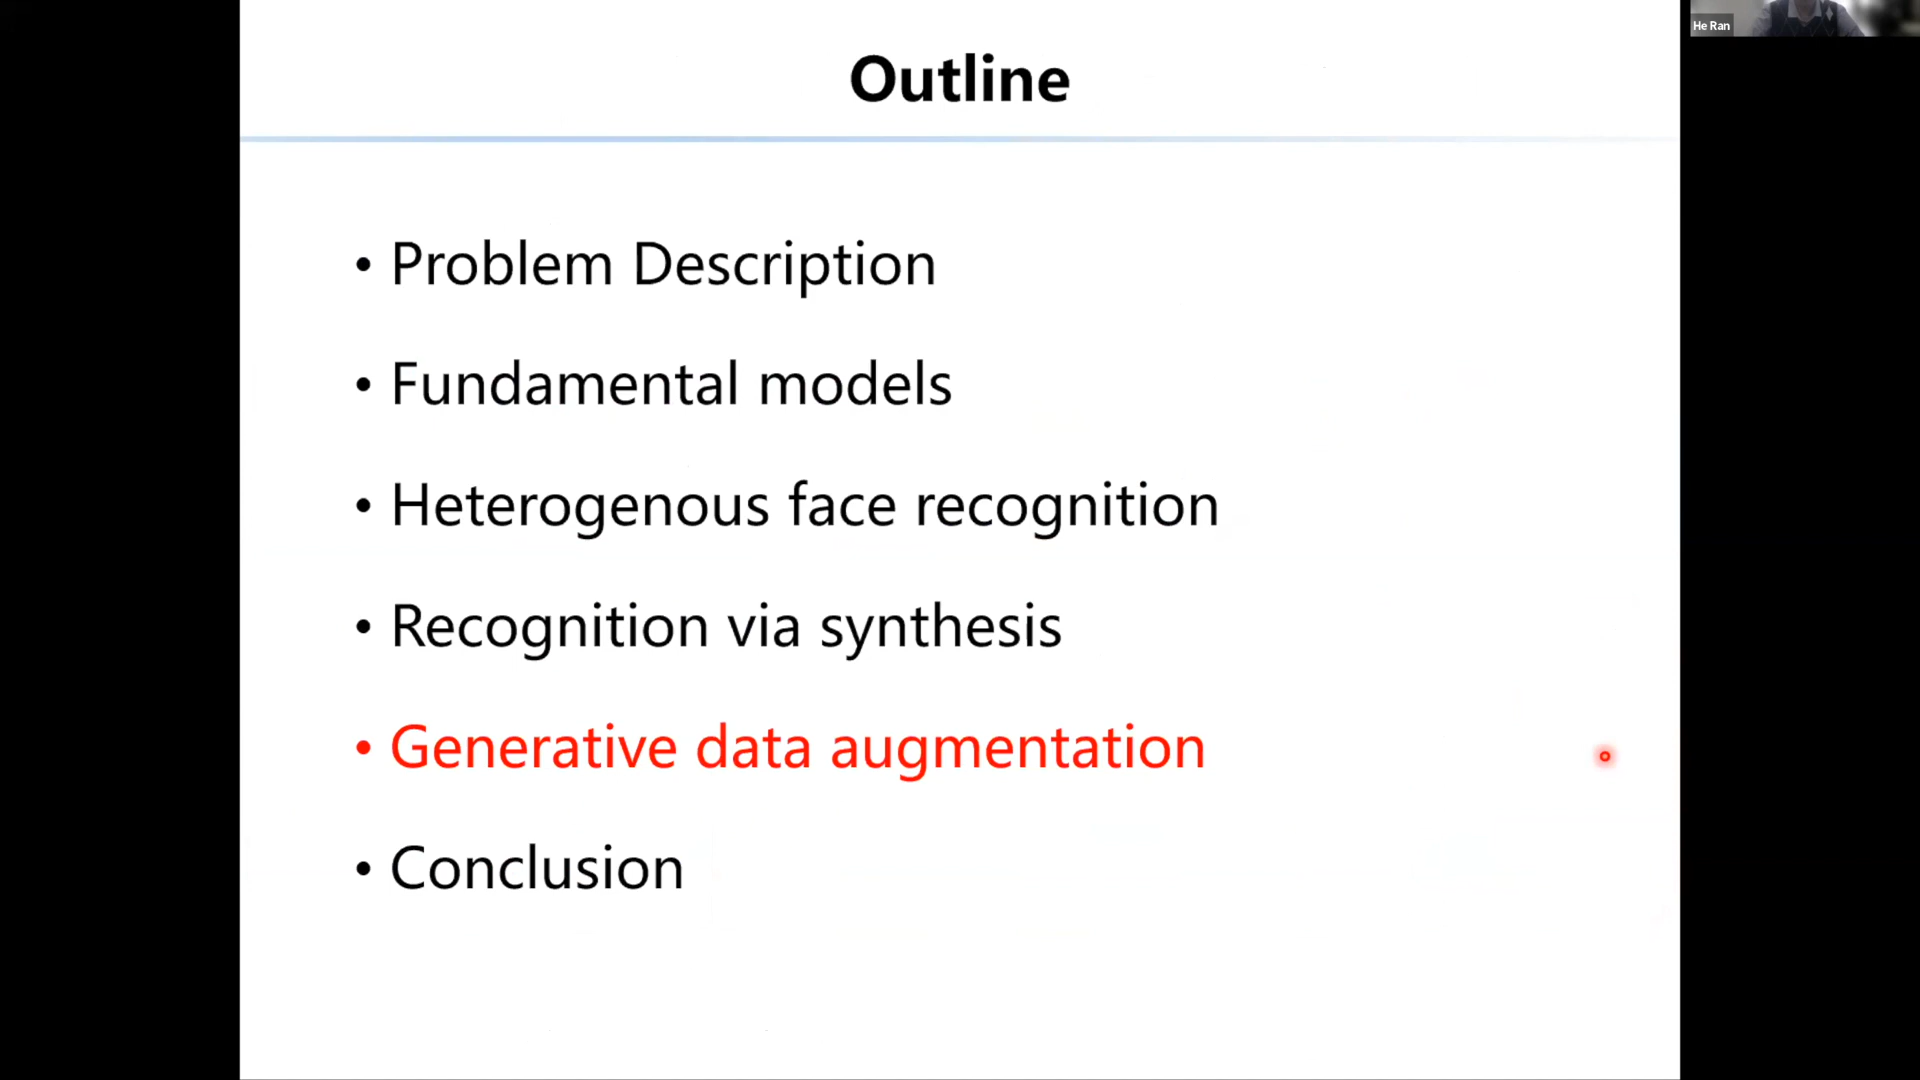 He Ran
Outline
• Problem Description
• Fundamental models
• Heterogenous face recognition
• Recognition via synthesis
• Generative data augmentation
• Conclusion